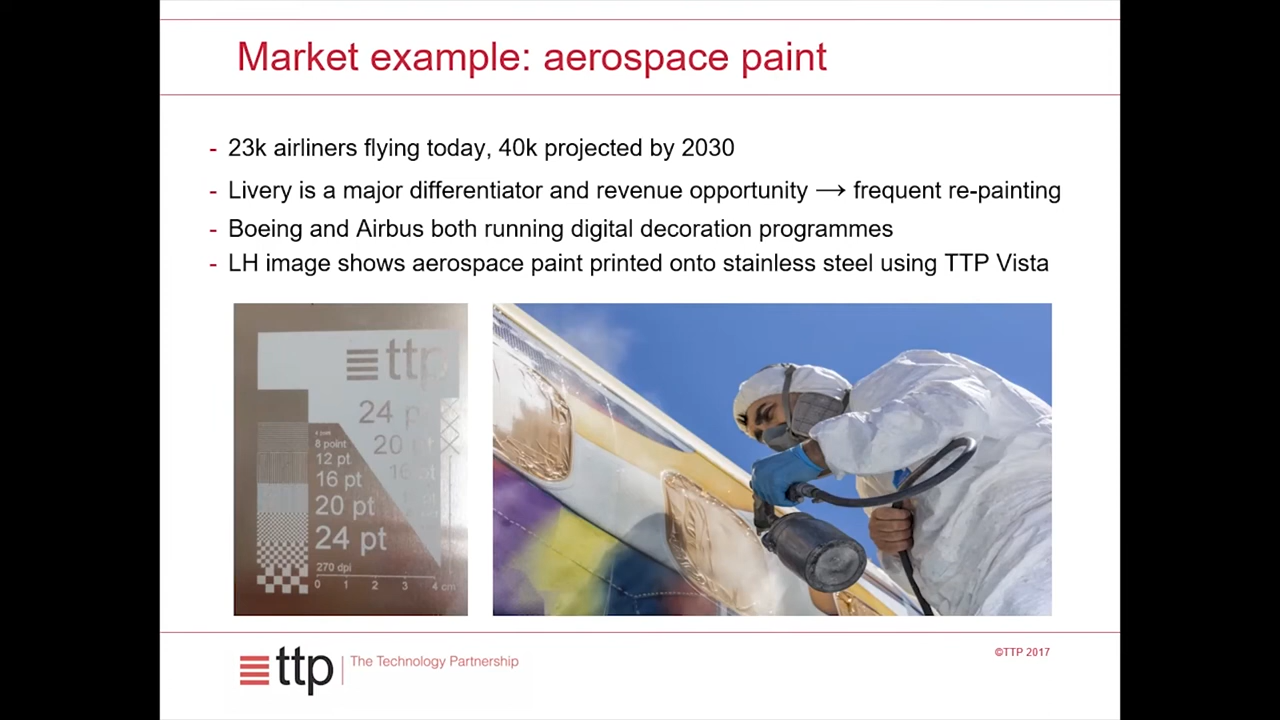 Market example: aerospace paint
- 23k airliners flying today, 40k projected by 2030
- Livery is a major differentiator and revenue opportunity → frequent re-painting
- Boeing and Airbus both running digital decoration programmes
- LH image shows aerospace paint printed onto stainless steel using TTP Vista
ttp
24 p
20 pt
16 pt
8 point
12 pt
16 pt
20 pt
24 pt
270 dpi
0 1 2 3 4 cm
ttp The Technology Partnership
©TTP 2017